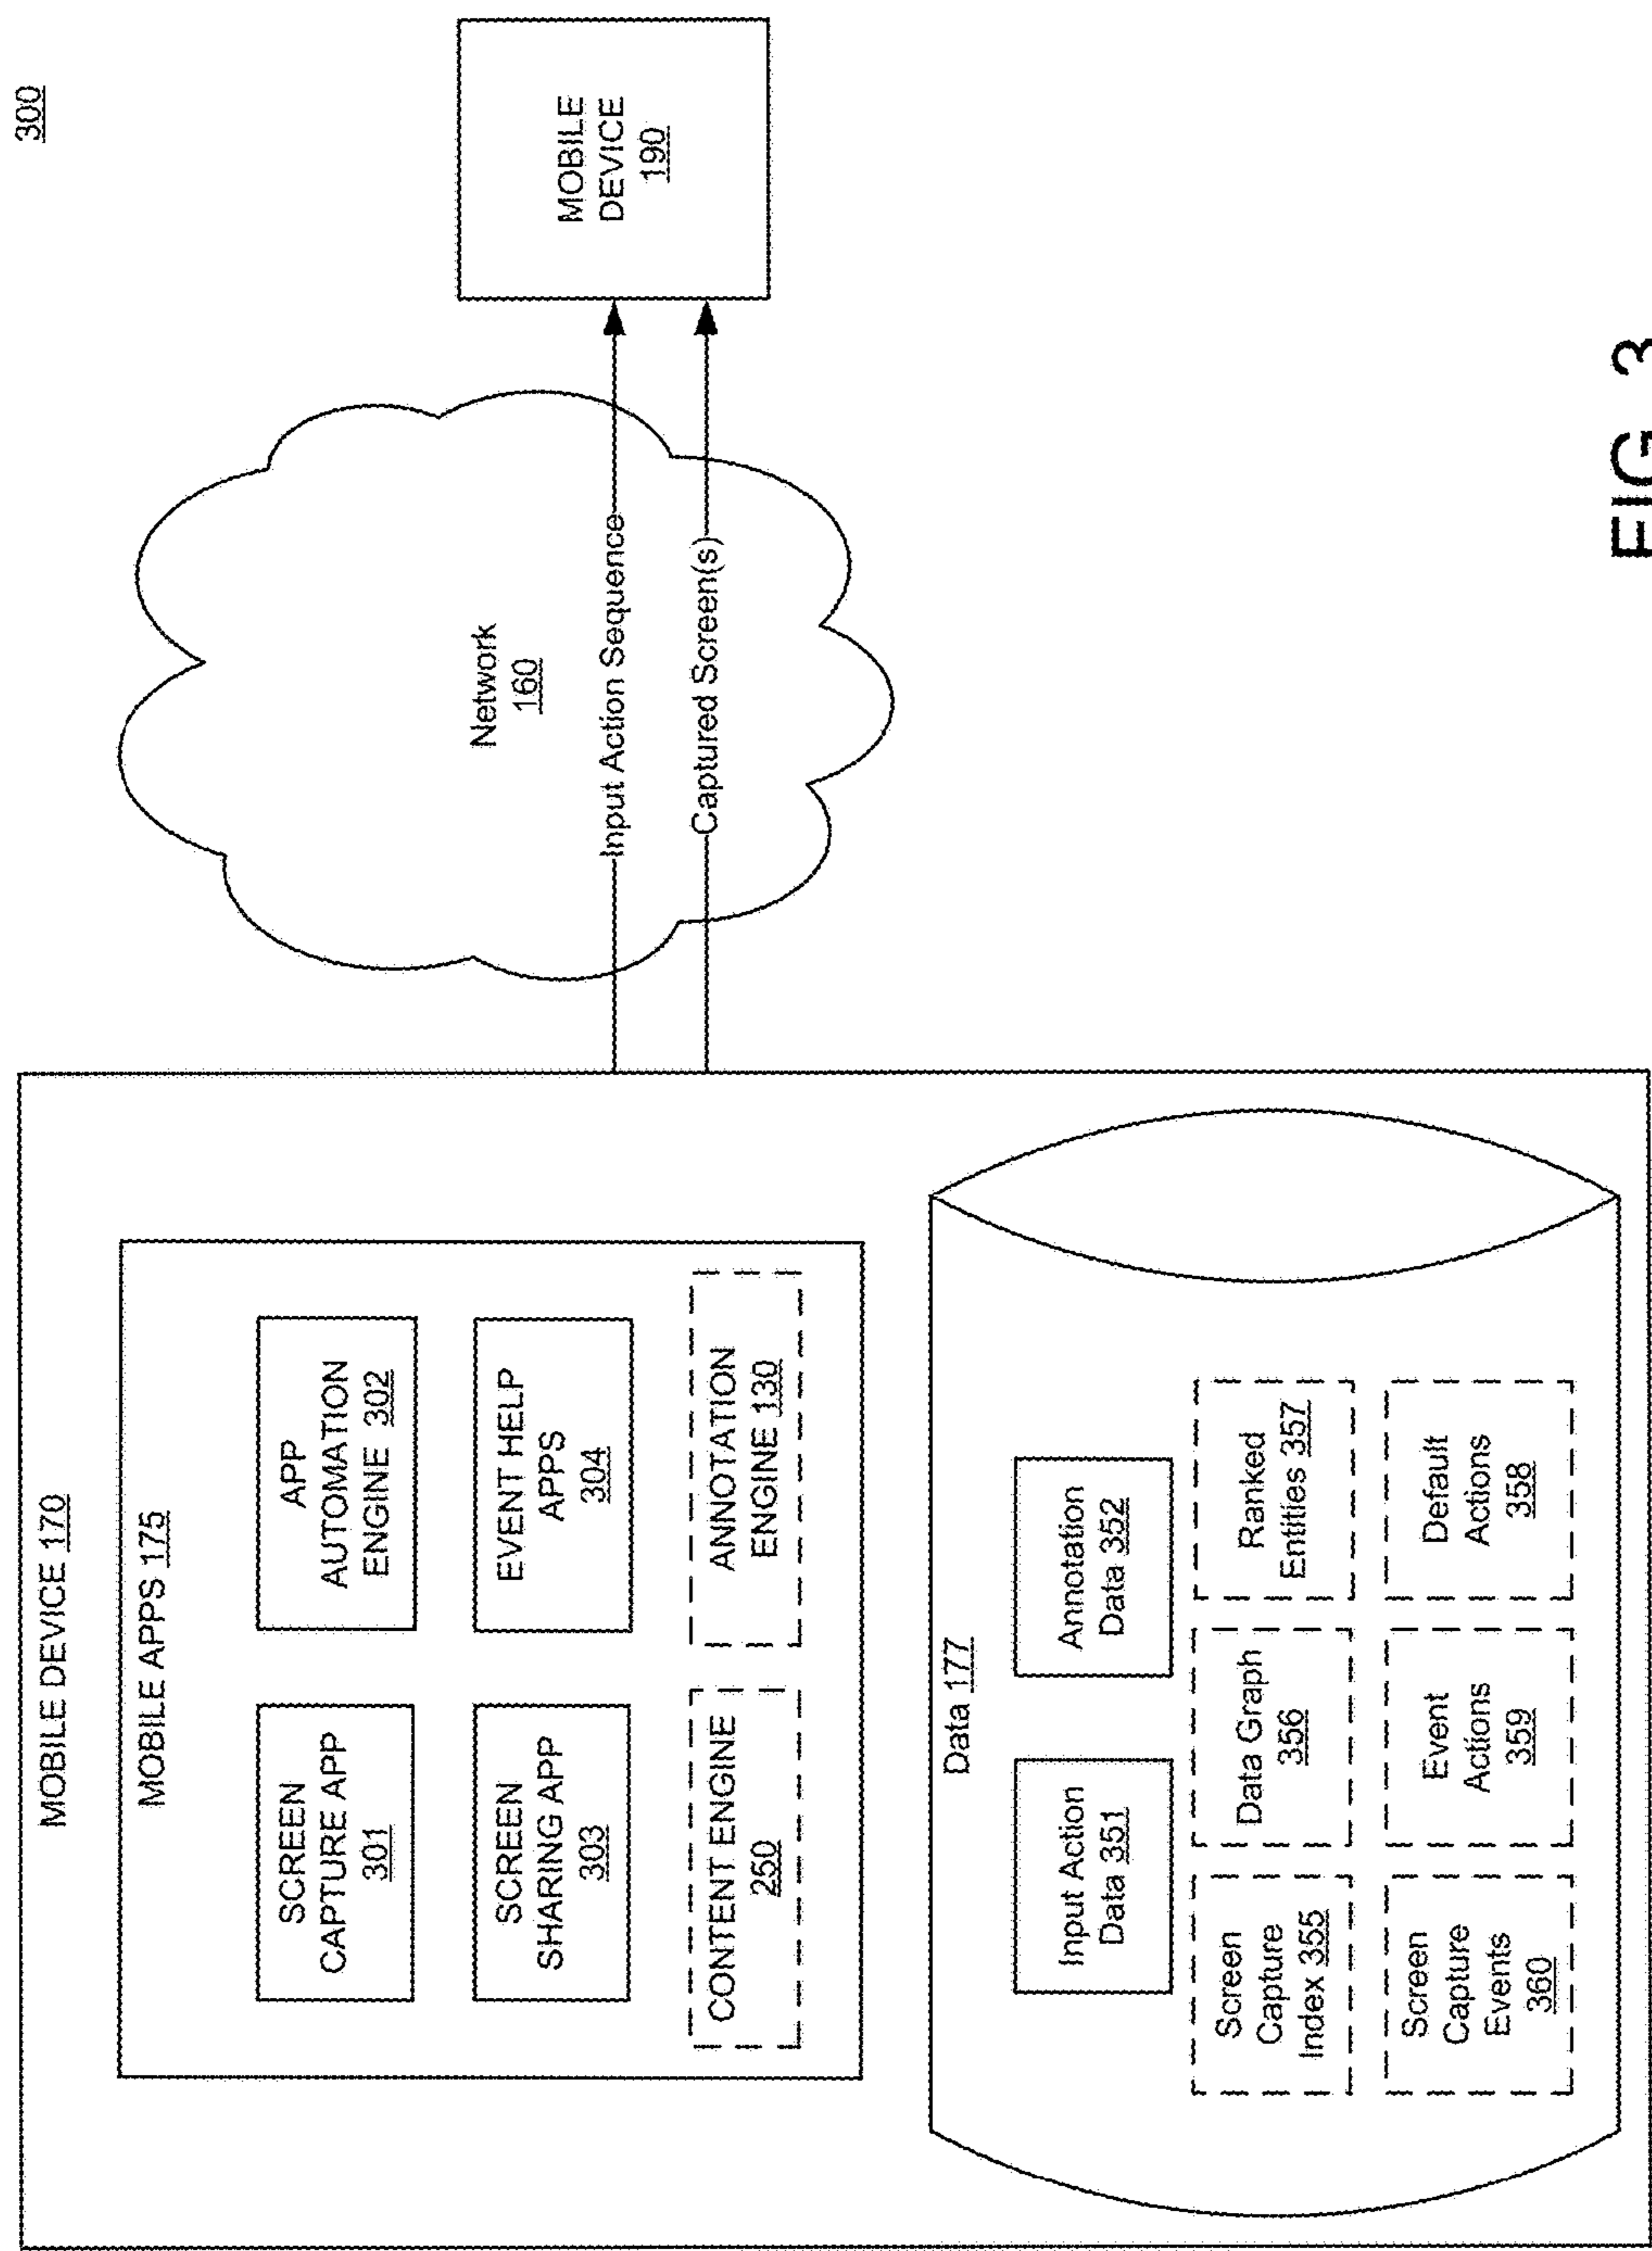 300
MOBILE DEVICE 170
MOBILE APPS 175
SCREEN
CAPTURE APP
301
APP
AUTOMATION
ENGINE 302
SCREEN
SHARING APP
303
EVENT HELP
APPS
304
CONTENT ENGINE
250
ANNOTATION
ENGINE 130
Data 177
Input Action
Data 351
Annotation
Data 352
Screen
Capture
Index 355
Data Graph
356
Ranked
Entities 357
Screen
Capture
Events
360
Event
Actions
359
Default
Actions
358
Network
160
Input Action Sequence
Captured Screen(s)
MOBILE
DEVICE
190
FIG. 3